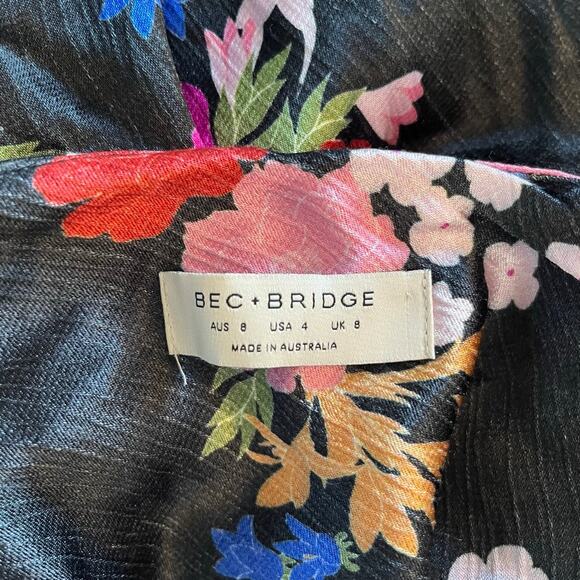 BEC + BRIDGE
AUS 8 USA 4 UK 8
MADE IN AUSTRALIA